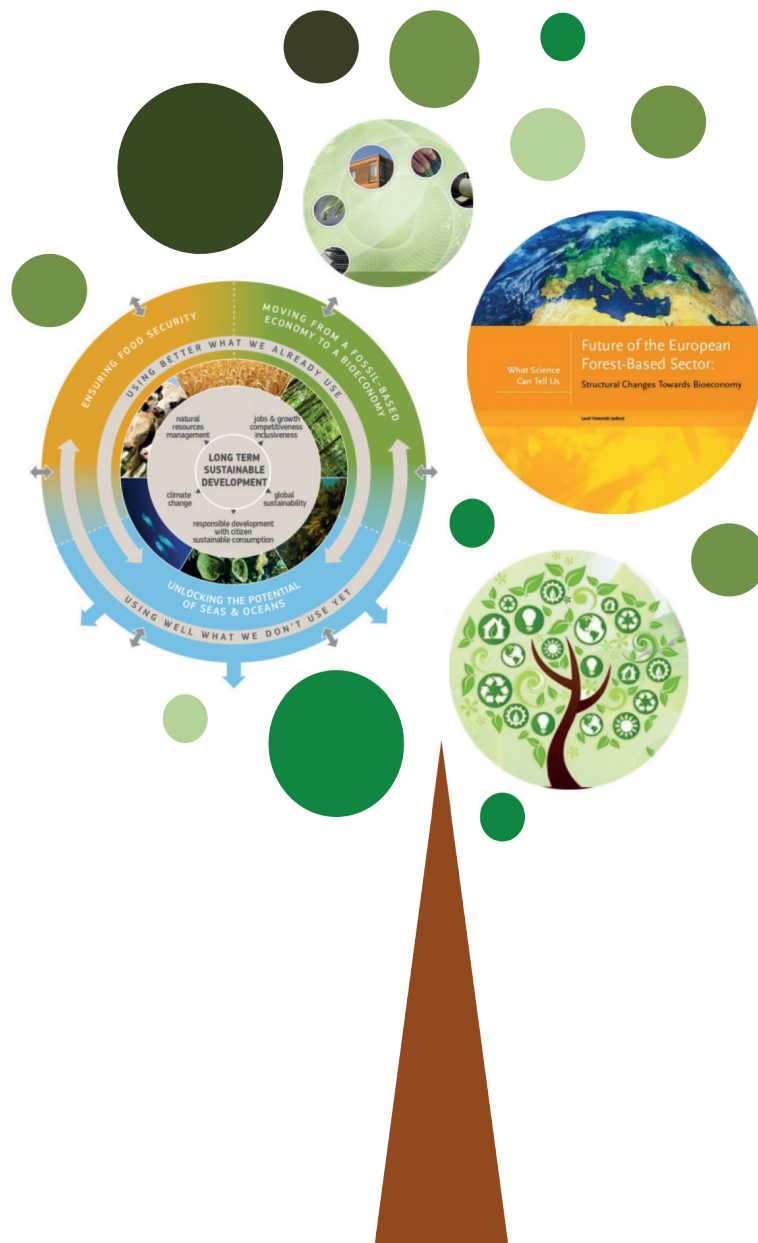 ENSURING FOOD SECURITY
MOVING FROM A FOSSIL-BASED
ECONOMY TO A BIOECONOMY
USING BETTER WHAT WE ALREADY USE
natural
resources
management
jobs & growth
competitiveness
inclusiveness
LONG TERM
SUSTAINABLE
DEVELOPMENT
climate
change
global
sustainability
responsible development
with citizen
sustainable consumption
UNLOCKING THE POTENTIAL
OF SEAS & OCEANS
USING WELL WHAT WE DON'T USE YET
What Science
Can Tell Us
Future of the European
Forest-Based Sector:
Structural Changes Towards Bioeconomy
Lauri Hetemäki (editor)